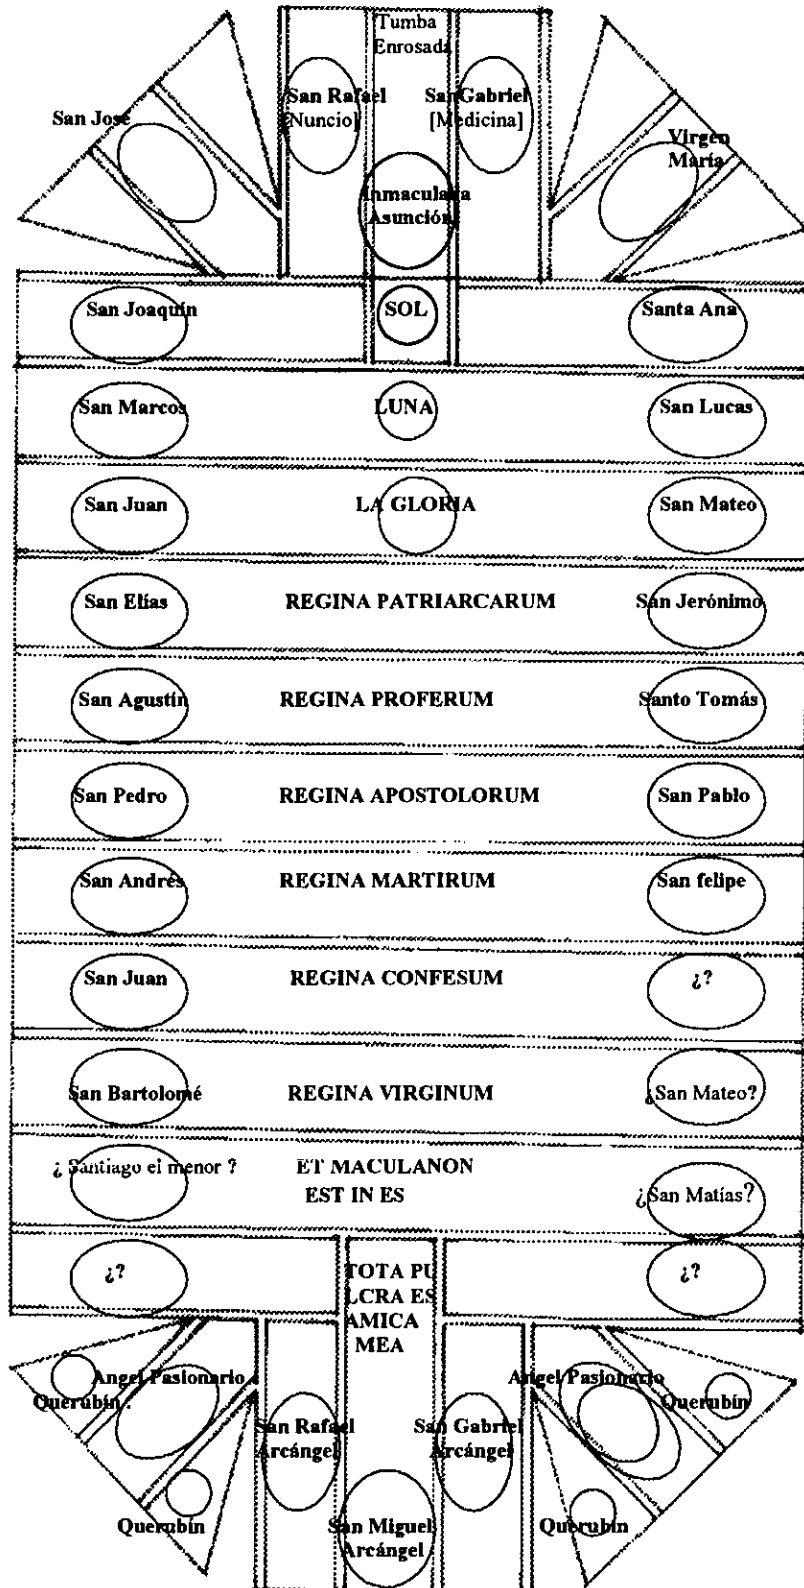 Tumba
Enrosada
San Rafael
[Nuncio]
San Gabriel
[Medicina]
San José
Virgen
María
Inmaculada
Asunción
San Joaquín
SOL
Santa Ana
San Marcos
LUNA
San Lucas
San Juan
LA GLORIA
San Mateo
San Elías
REGINA PATRIARCARUM
San Jerónimo
San Agustín
REGINA PROFERUM
Santo Tomás
San Pedro
REGINA APOSTOLORUM
San Pablo
San Andrés
REGINA MARTIRUM
San felipe
San Juan
REGINA CONFESUM
¿?
San Bartolomé
REGINA VIRGINUM
¿San Mateo?
¿ Santiago el menor ?
ET MACULANON
EST IN ES
¿San Matías?
¿?
TOTA PU
LCRA ES
AMICA
MEA
¿?
Angel Pasionario
Querubín
Angel Pasionario
Querubín
San Rafael
Arcángel
San Gabriel
Arcángel
Querubín
San Miguel
Arcángel
Querubín